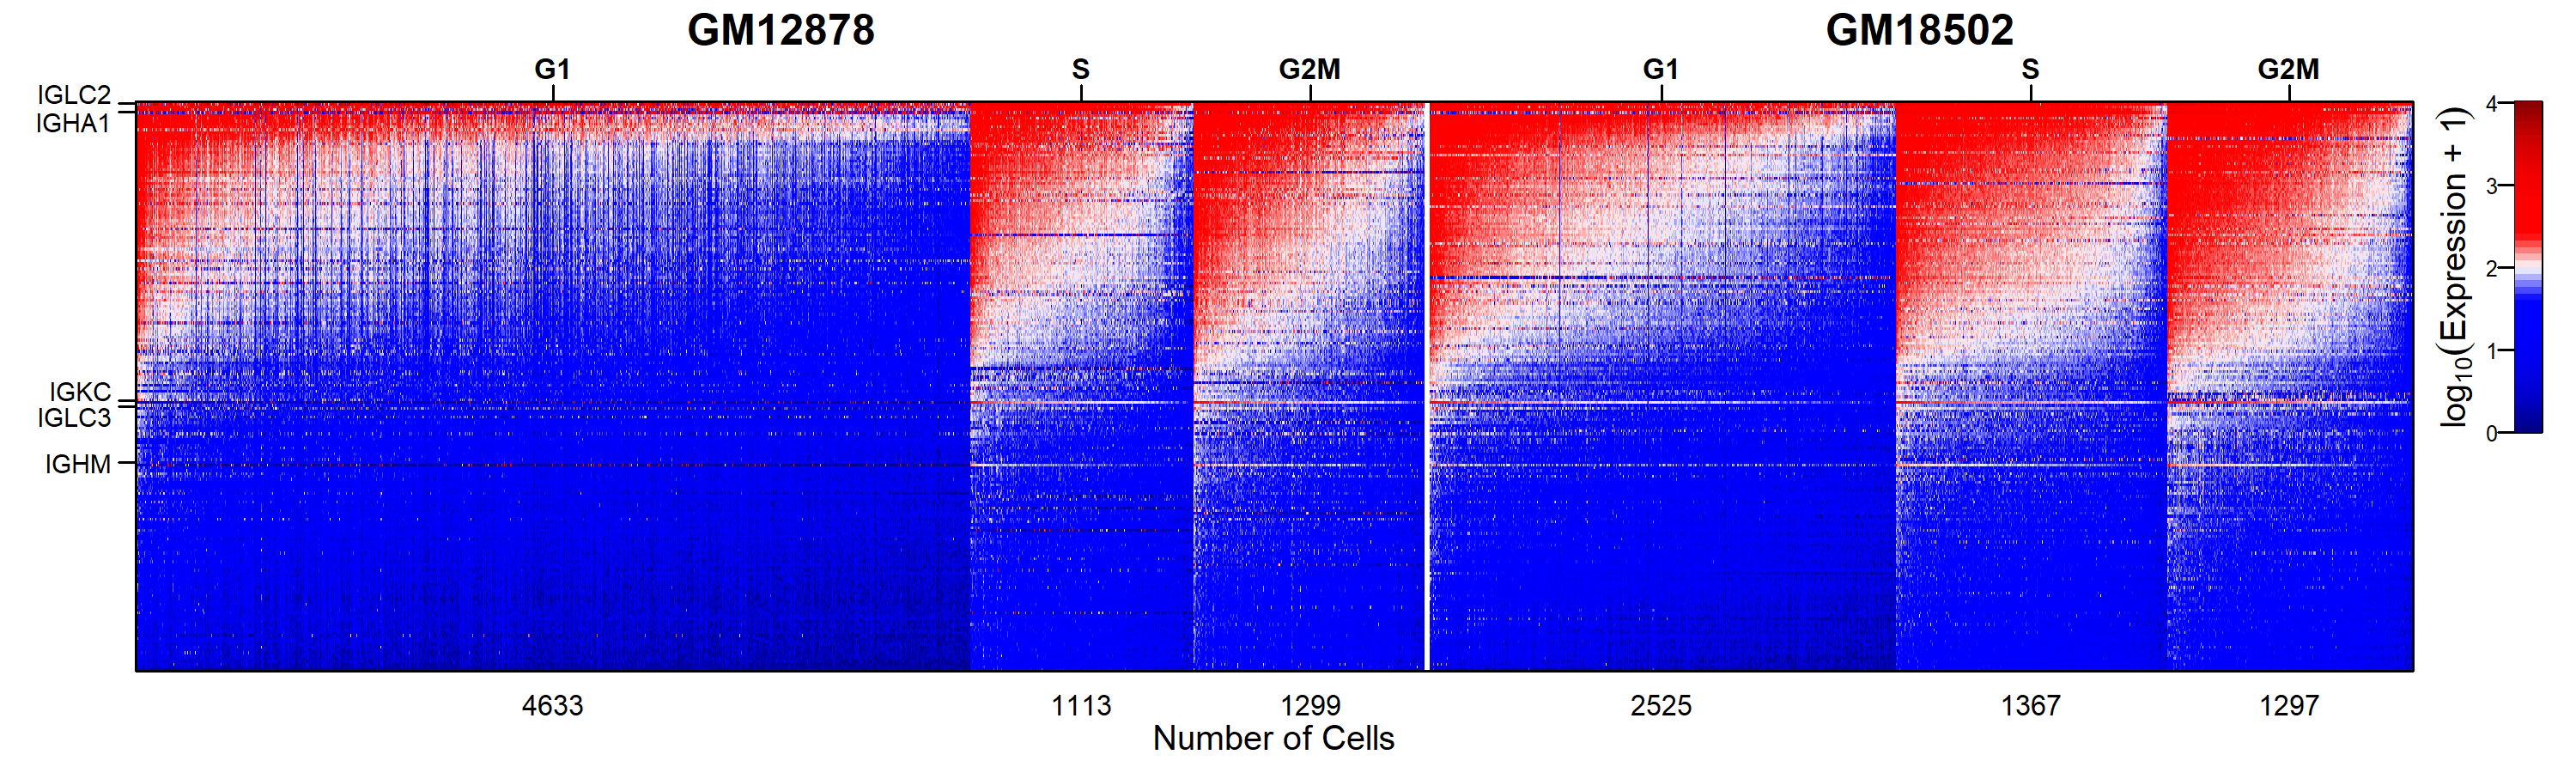 GM12878 GM18502
G1 S G2M G1 S G2M
IGLC2
IGHA1
IGKC
IGLC3
IGHM
4633 1113 1299 2525 1367 1297
Number of Cells
4
3
2
1
0
log10(Expression + 1)